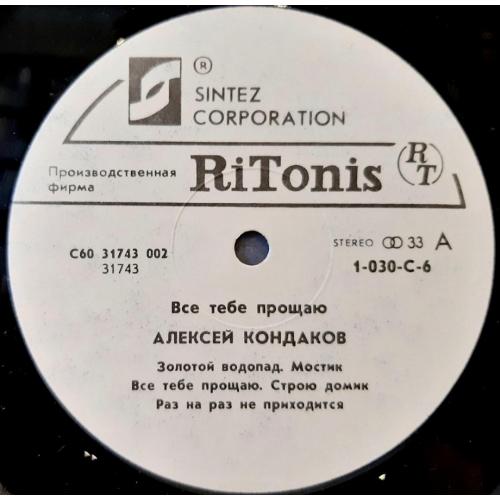 ®
SINTEZ
CORPORATION
Производственная
фирма
RiTonis
RT
С60 31743 002
31743
STEREO 33 A
1-030-С-6
Все тебе прощаю
АЛЕКСЕЙ КОНДАКОВ
Золотой водопад. Мостик
Все тебе прощаю. Строю домик
Раз на раз не приходится